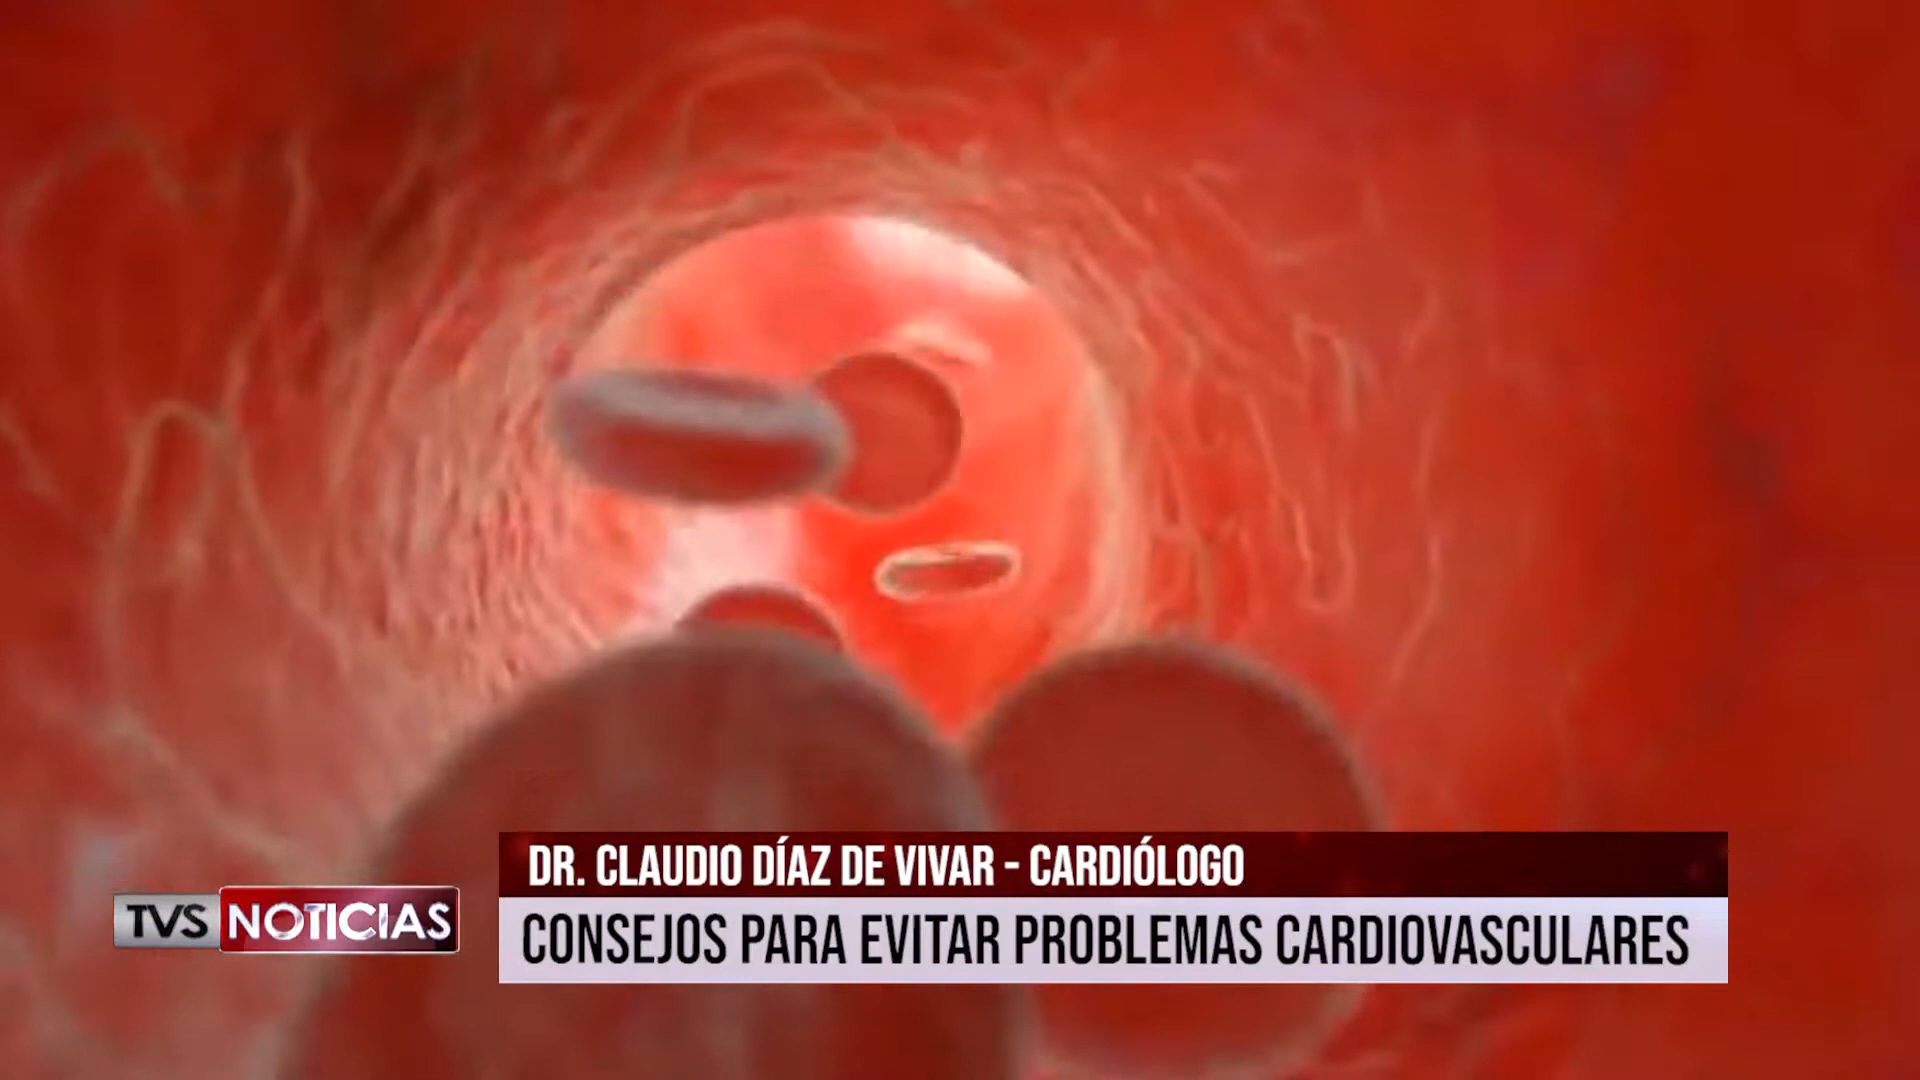 DR. CLAUDIO DÍAZ DE VIVAR - CARDIÓLOGO
TVS NOTICIAS
CONSEJOS PARA EVITAR PROBLEMAS CARDIOVASCULARES